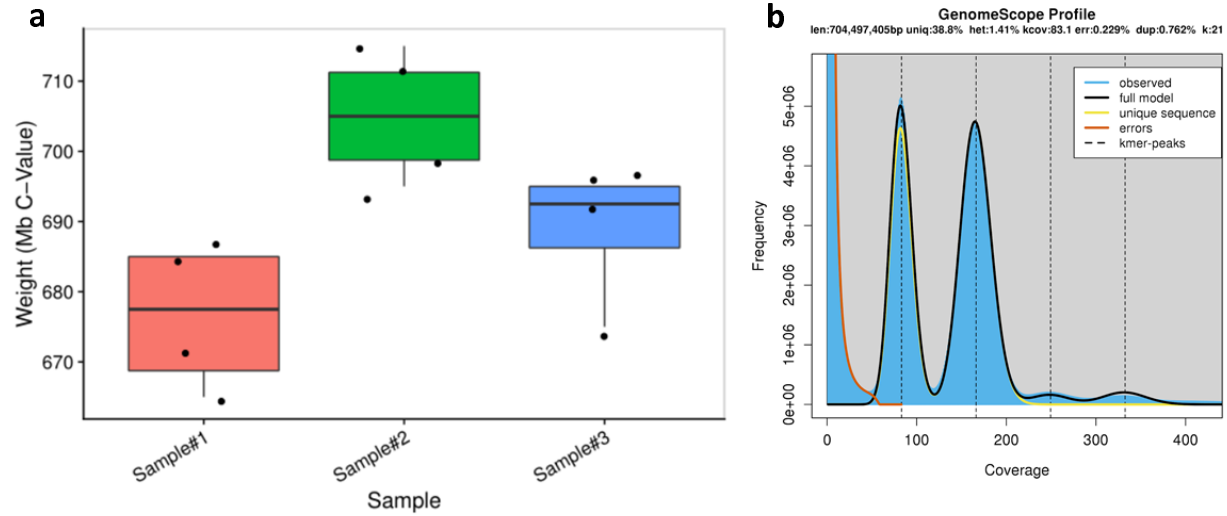 a
Weight (Mb C−Value)
710
700
690
680
670
Sample#1
Sample#2
Sample#3
Sample
b
GenomeScope Profile
len:704,497,405bp uniq:38.8% het:1.41% kcov:83.1 err:0.229% dup:0.762% k:21
observed
full model
unique sequence
errors
kmer-peaks
Frequency
5e+06
4e+06
3e+06
2e+06
1e+06
0e+00
0
100
200
300
400
Coverage